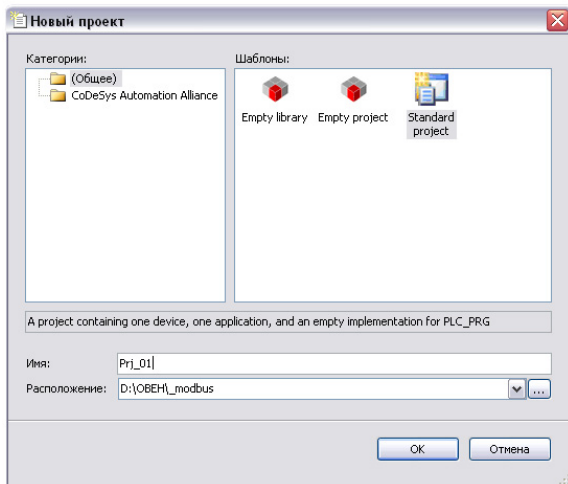 Новый проект
Категории:
Шаблоны:
(Общее)
CoDeSys Automation Alliance
Empty library
Empty project
Standard
project
A project containing one device, one application, and an empty implementation for PLC_PRG
Имя:
Prj_01
Расположение:
D:\ОВЕН\_modbus
...
OK
Отмена